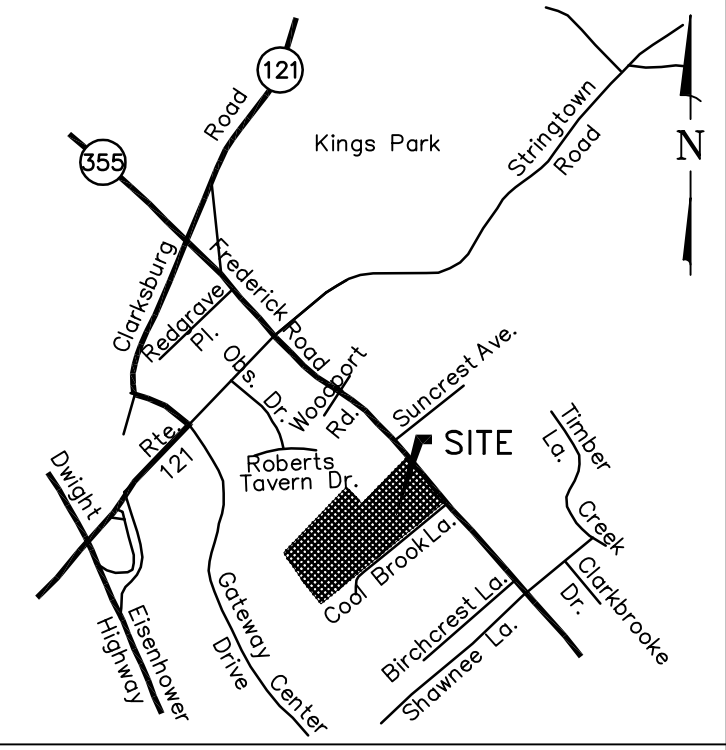 121
Road
355
Kings Park
Stringtown
Road
N
Clarksburg
Frederick Road
Redgrave
Pl.
Obs. Dr.
Woodport
Rd.
Suncrest Ave.
SITE
Rte.
121
Roberts
Tavern Dr.
Timber
La.
Creek
Dwight
Eisenhower
Highway
Cool Brook La.
Gateway
Center
Drive
Birchcrest La.
Shawnee La.
Clarkbrooke
Dr.